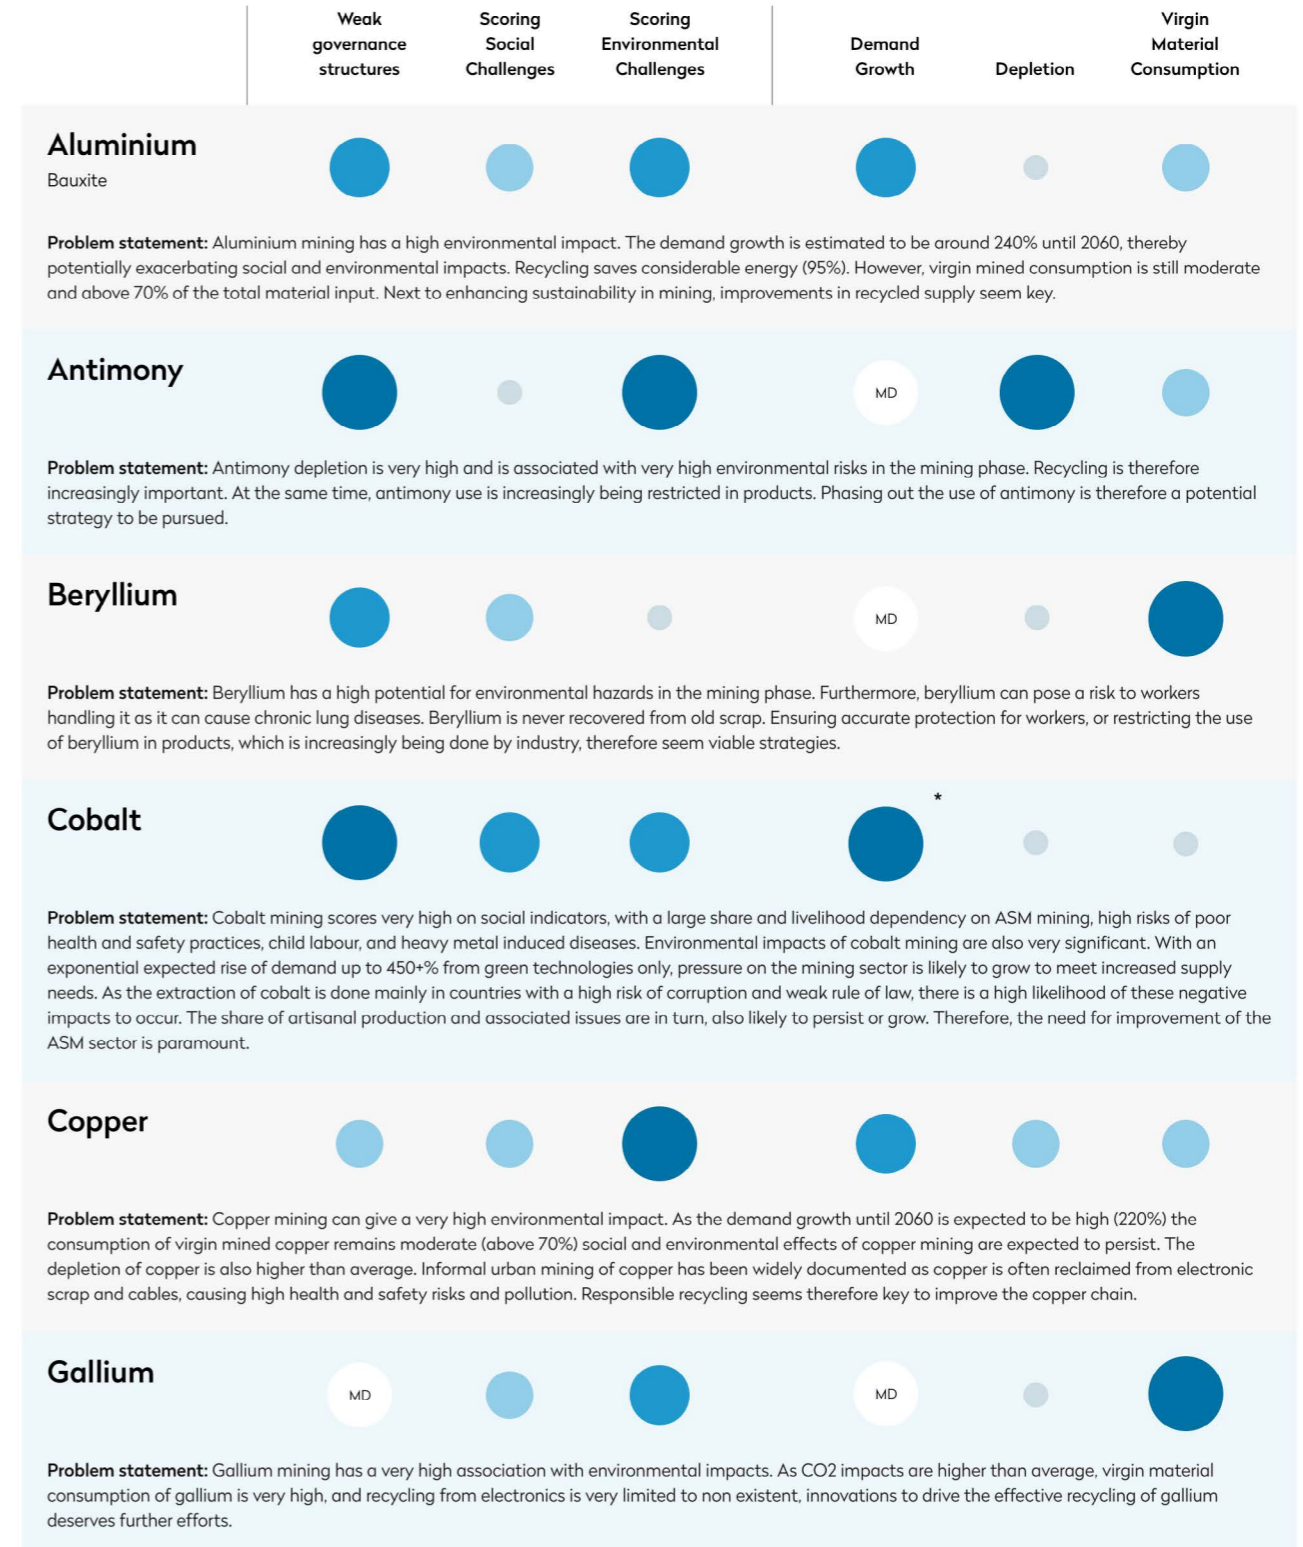 Weak governance structures
Scoring Social Challenges
Scoring Environmental Challenges
Demand Growth
Depletion
Virgin Material Consumption
Aluminium
Bauxite
Problem statement: Aluminium mining has a high environmental impact. The demand growth is estimated to be around 240% until 2060, thereby
potentially exacerbating social and environmental impacts. Recycling saves considerable energy (95%). However, virgin mined consumption is still moderate
and above 70% of the total material input. Next to enhancing sustainability in mining, improvements in recycled supply seem key.
Antimony
MD
Problem statement: Antimony depletion is very high and is associated with very high environmental risks in the mining phase. Recycling is therefore
increasingly important. At the same time, antimony use is increasingly being restricted in products. Phasing out the use of antimony is therefore a potential
strategy to be pursued.
Beryllium
MD
Problem statement: Beryllium has a high potential for environmental hazards in the mining phase. Furthermore, beryllium can pose a risk to workers
handling it as it can cause chronic lung diseases. Beryllium is never recovered from old scrap. Ensuring accurate protection for workers, or restricting the use
of beryllium in products, which is increasingly being done by industry, therefore seem viable strategies.
Cobalt
*
Problem statement: Cobalt mining scores very high on social indicators, with a large share and livelihood dependency on ASM mining, high risks of poor
health and safety practices, child labour, and heavy metal induced diseases. Environmental impacts of cobalt mining are also very significant. With an
exponential expected rise of demand up to 450+% from green technologies only, pressure on the mining sector is likely to grow to meet increased supply
needs. As the extraction of cobalt is done mainly in countries with a high risk of corruption and weak rule of law, there is a high likelihood of these negative
impacts to occur. The share of artisanal production and associated issues are in turn, also likely to persist or grow. Therefore, the need for improvement of the
ASM sector is paramount.
Copper
Problem statement: Copper mining can give a very high environmental impact. As the demand growth until 2060 is expected to be high (220%) the
consumption of virgin mined copper remains moderate (above 70%) social and environmental effects of copper mining are expected to persist. The
depletion of copper is also higher than average. Informal urban mining of copper has been widely documented as copper is often reclaimed from electronic
scrap and cables, causing high health and safety risks and pollution. Responsible recycling seems therefore key to improve the copper chain.
Gallium
MD
MD
Problem statement: Gallium mining has a very high association with environmental impacts. As CO2 impacts are higher than average, virgin material
consumption of gallium is very high, and recycling from electronics is very limited to non existent, innovations to drive the effective recycling of gallium
deserves further efforts.